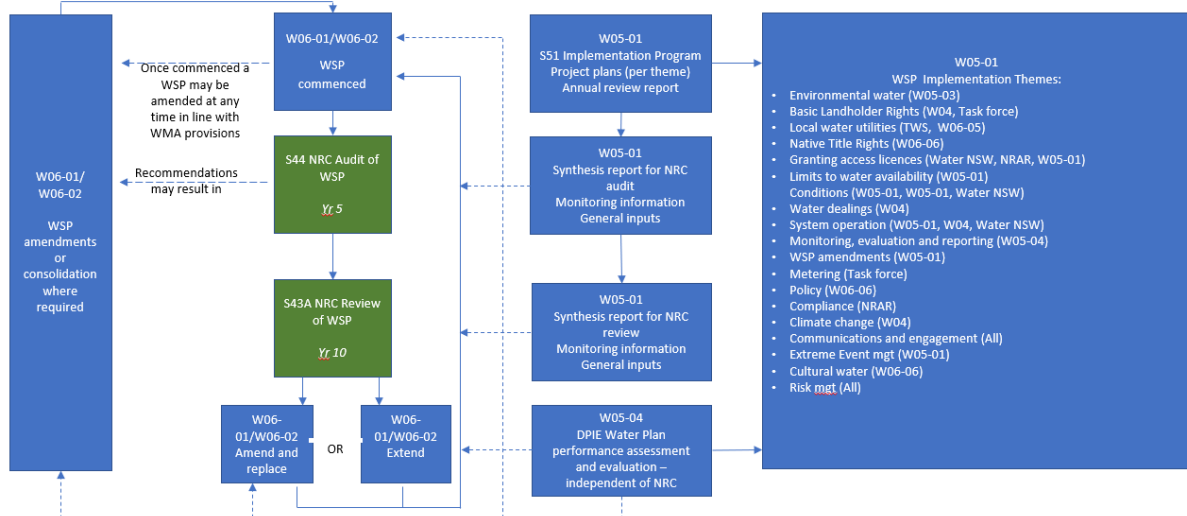 W06-01/
W06-02
WSP
amendments
or
consolidation
where
required
Once commenced a
WSP may be
amended at any
time in line with
WMA provisions
Recommendations
may result in
W06-01/W06-02
WSP
commenced
S44 NRC Audit of
WSP
Yr 5
S43A NRC Review
of WSP
Yr 10
W06-
01/W06-02
Amend and
replace
OR
W06-
01/W06-02
Extend
W05-01
S51 Implementation Program
Project plans (per theme)
Annual review report
W05-01
Synthesis report for NRC
audit
Monitoring information
General inputs
W05-01
Synthesis report for NRC
review
Monitoring information
General inputs
W05-04
DPIE Water Plan
performance assessment
and evaluation –
independent of NRC
W05-01
WSP Implementation Themes:
• Environmental water (W05-03)
• Basic Landholder Rights (W04, Task force)
• Local water utilities (TWS, W06-05)
• Native Title Rights (W06-06)
• Granting access licences (Water NSW, NRAR, W05-01)
• Limits to water availability (W05-01)
Conditions (W05-01, W05-01, Water NSW)
• Water dealings (W04)
• System operation (W05-01, W04, Water NSW)
• Monitoring, evaluation and reporting (W05-04)
• WSP amendments (W05-01)
• Metering (Task force)
• Policy (W06-06)
• Compliance (NRAR)
• Climate change (W04)
• Communications and engagement (All)
• Extreme Event mgt (W05-01)
• Cultural water (W06-06)
• Risk mgt (All)